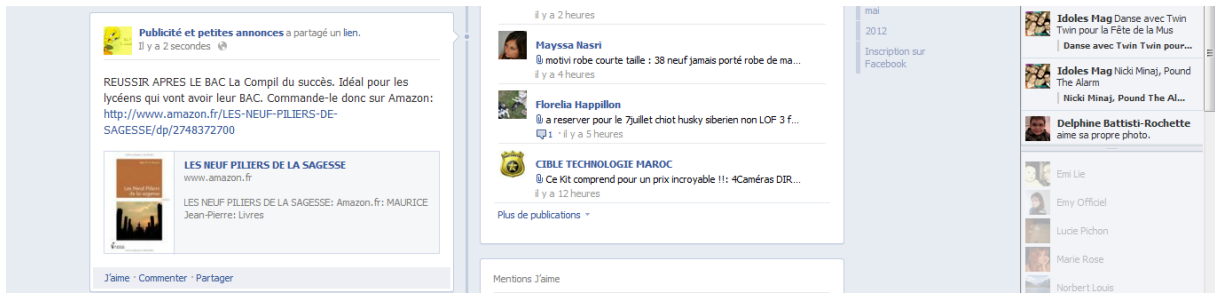 Publicité et petites annonces a partagé un lien.
Il y a 2 secondes
REUSSIR APRES LE BAC La Compil du succès. Idéal pour les
lycéens qui vont avoir leur BAC. Commande-le donc sur Amazon:
http://www.amazon.fr/LES-NEUF-PILIERS-DE-
SAGESSE/dp/2748372700
Les Neuf Piliers
de la sagesse
LES NEUF PILIERS DE LA SAGESSE
www.amazon.fr
LES NEUF PILIERS DE LA SAGESSE: Amazon.fr: MAURICE
Jean-Pierre: Livres
J'aime · Commenter · Partager
il y a 2 heures
Mayssa Nasri
motivi robe courte taille : 38 neuf jamais porté robe de ma...
il y a 4 heures
Florelia Happillon
a reserver pour le 7juillet chiot husky siberien non LOF 3 f...
1 · il y a 5 heures
CIBLE TECHNOLOGIE MAROC
Ce Kit comprend pour un prix incroyable !!: 4Caméras DIR...
il y a 12 heures
Plus de publications
Mentions J'aime
mai
2012
Inscription sur
Facebook
Idoles Mag Danse avec Twin
Twin pour la Fête de la Mus
Danse avec Twin Twin pour...
Idoles Mag Nicki Minaj, Pound
The Alarm
Nicki Minaj, Pound The Al...
Delphine Battisti-Rochette
aime sa propre photo.
Emi Lie
Emy Officiel
Lucie Pichon
Marie Rose
Norbert Louis